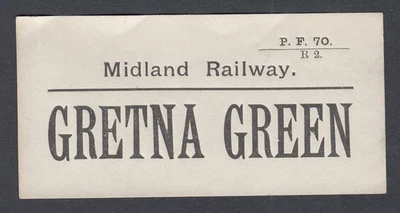 P. F. 70.
R 2.
Midland Railway.
GRETNA GREEN